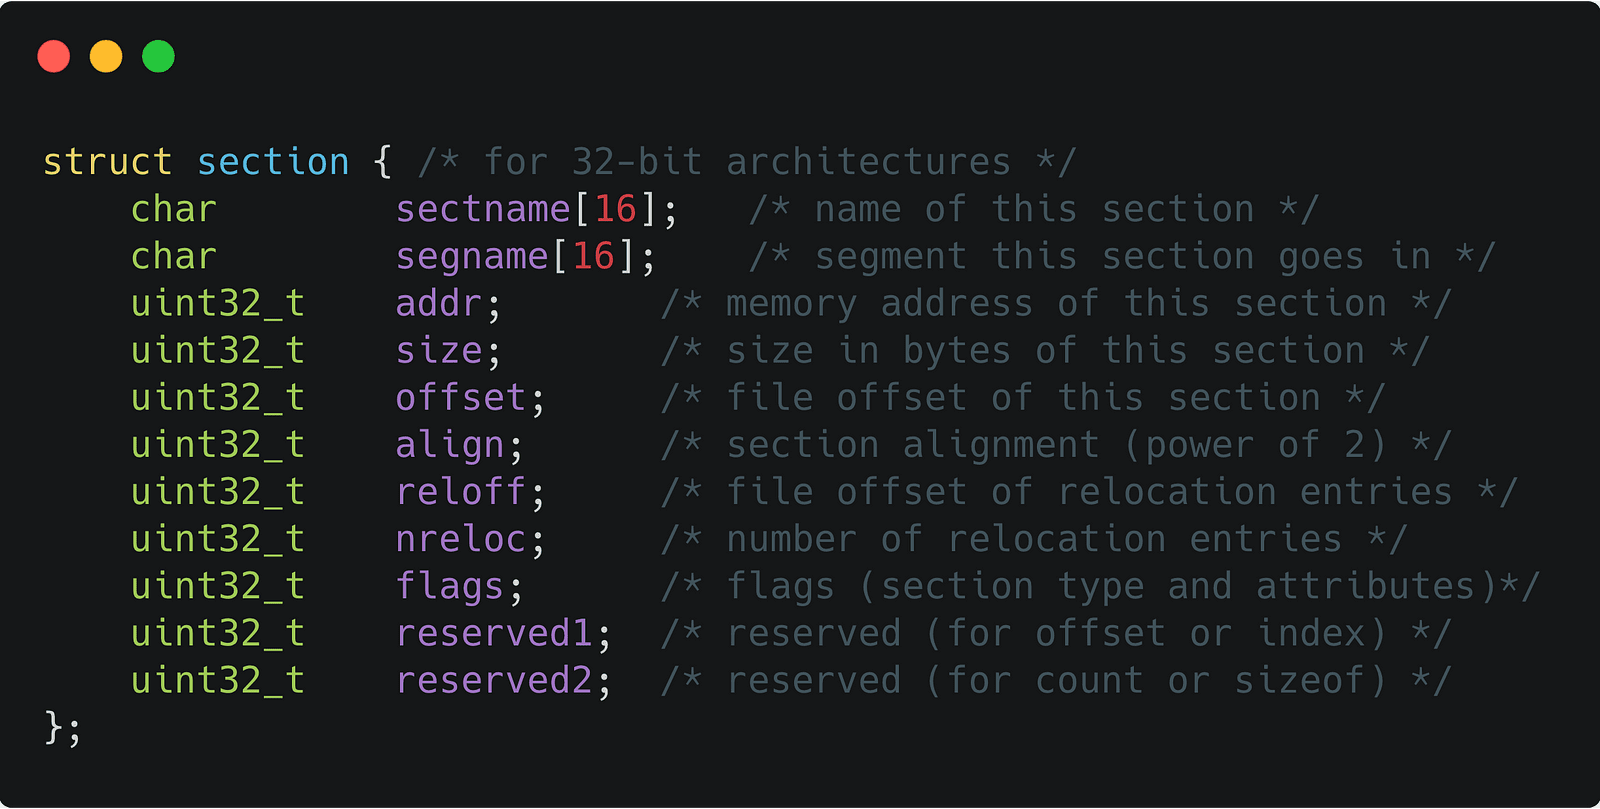 struct section { /* for 32-bit architectures */
    char        sectname[16];   /* name of this section */
    char        segname[16];    /* segment this section goes in */
    uint32_t    addr;       /* memory address of this section */
    uint32_t    size;       /* size in bytes of this section */
    uint32_t    offset;     /* file offset of this section */
    uint32_t    align;      /* section alignment (power of 2) */
    uint32_t    reloff;     /* file offset of relocation entries */
    uint32_t    nreloc;     /* number of relocation entries */
    uint32_t    flags;      /* flags (section type and attributes)*/
    uint32_t    reserved1;  /* reserved (for offset or index) */
    uint32_t    reserved2;  /* reserved (for count or sizeof) */
};